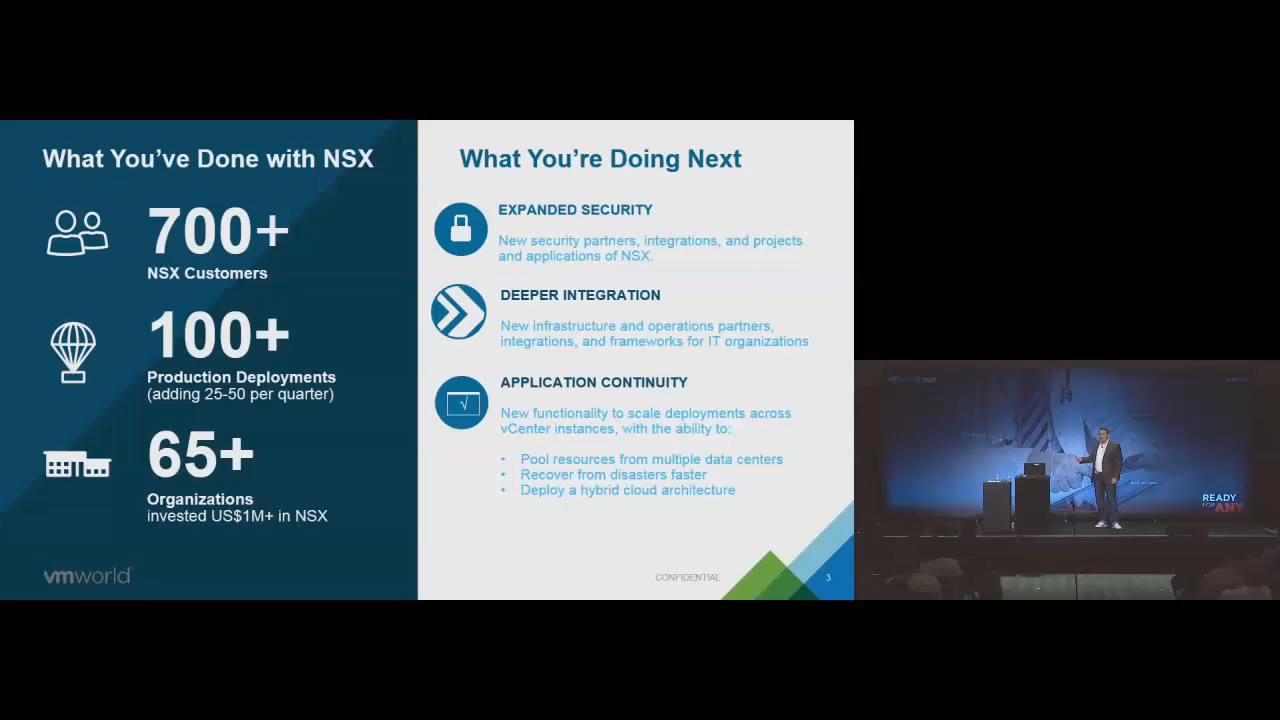 What You've Done with NSX
700+
NSX Customers
100+
Production Deployments
(adding 25-50 per quarter)
65+
Organizations
invested US$1M+ in NSX
vmworld
What You're Doing Next
EXPANDED SECURITY
New security partners, integrations, and projects
and applications of NSX.
DEEPER INTEGRATION
New infrastructure and operations partners,
integrations, and frameworks for IT organizations
√
APPLICATION CONTINUITY
New functionality to scale deployments across
vCenter instances, with the ability to:
• Pool resources from multiple data centers
• Recover from disasters faster
• Deploy a hybrid cloud architecture
CONFIDENTIAL
3
READY
FOR ANY